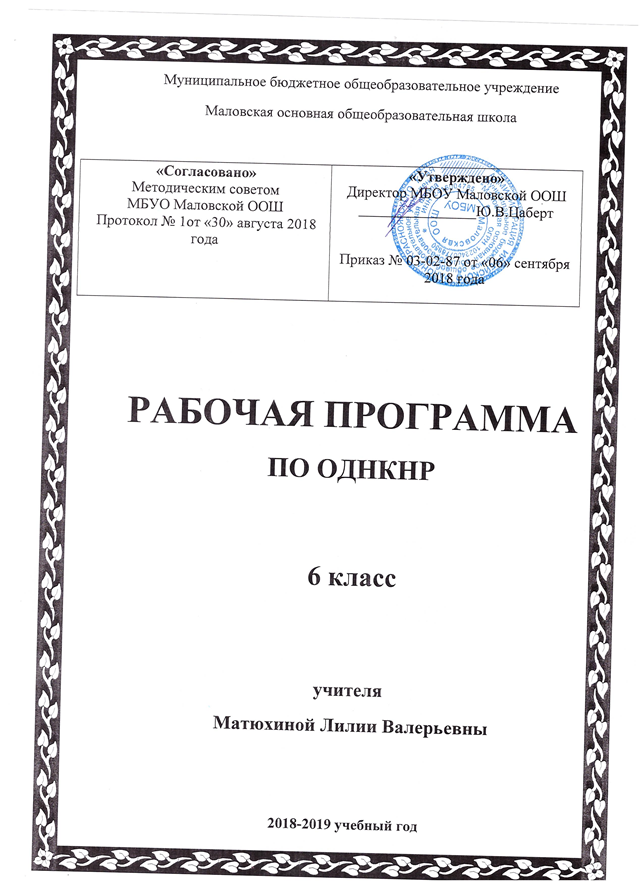 Муниципальное бюджетное общеобразовательное учреждение
Маловская основная общеобразовательная школа
«Согласовано»
Методическим советом
МБУО Маловской ООШ
Протокол № 1от «30» августа 2018
года
«Утверждено»
Директор МБОУ Маловской ООШ
Ю.В.Цаберт
Приказ № 03-02-87 от «06» сентября
2018 года
РАБОЧАЯ ПРОГРАММА
ПО ОДНКНР
6 класс
учителя
Матюхиной Лилии Валерьевны
2018-2019 учебный год